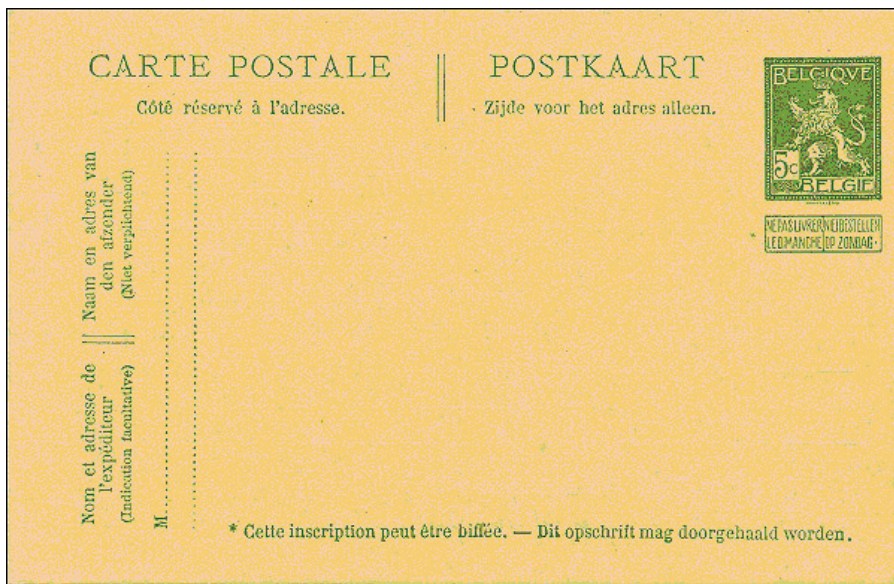 CARTE POSTALE
Côté réservé à l'adresse.
POSTKAART
Zijde voor het adres alleen.
BELGIQVE
5c
BELGIE
NE PAS LIVRER
LE DIMANCHE
NIET BESTELLEN
OP ZONDAG.
Naam en adres van
den afzender
(Niet verplichtend)
Nom et adresse de
l'expéditeur
(Indication facultative)
M
* Cette inscription peut être biffée. — Dit opschrift mag doorgehaald worden.